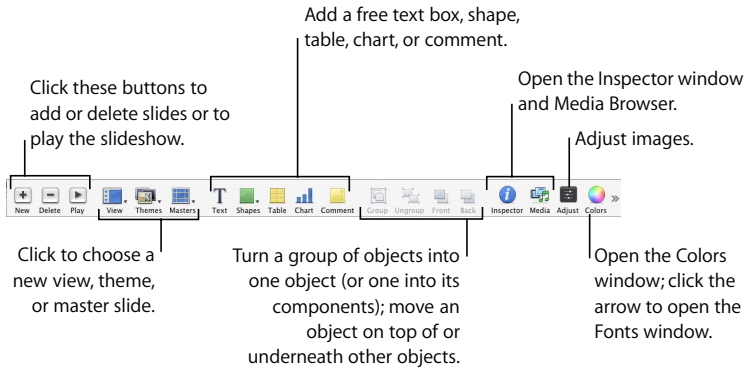 Add a free text box, shape,
table, chart, or comment.
Click these buttons to
add or delete slides or to
play the slideshow.
Open the Inspector window
and Media Browser.
Adjust images.
New Delete Play View Themes Masters Text Shapes Table Chart Comment Group Ungroup Front Back Inspector Media Adjust Colors
Click to choose a
new view, theme,
or master slide.
Turn a group of objects into
one object (or one into its
components); move an
object on top of or
underneath other objects.
Open the Colors
window; click the
arrow to open the
Fonts window.